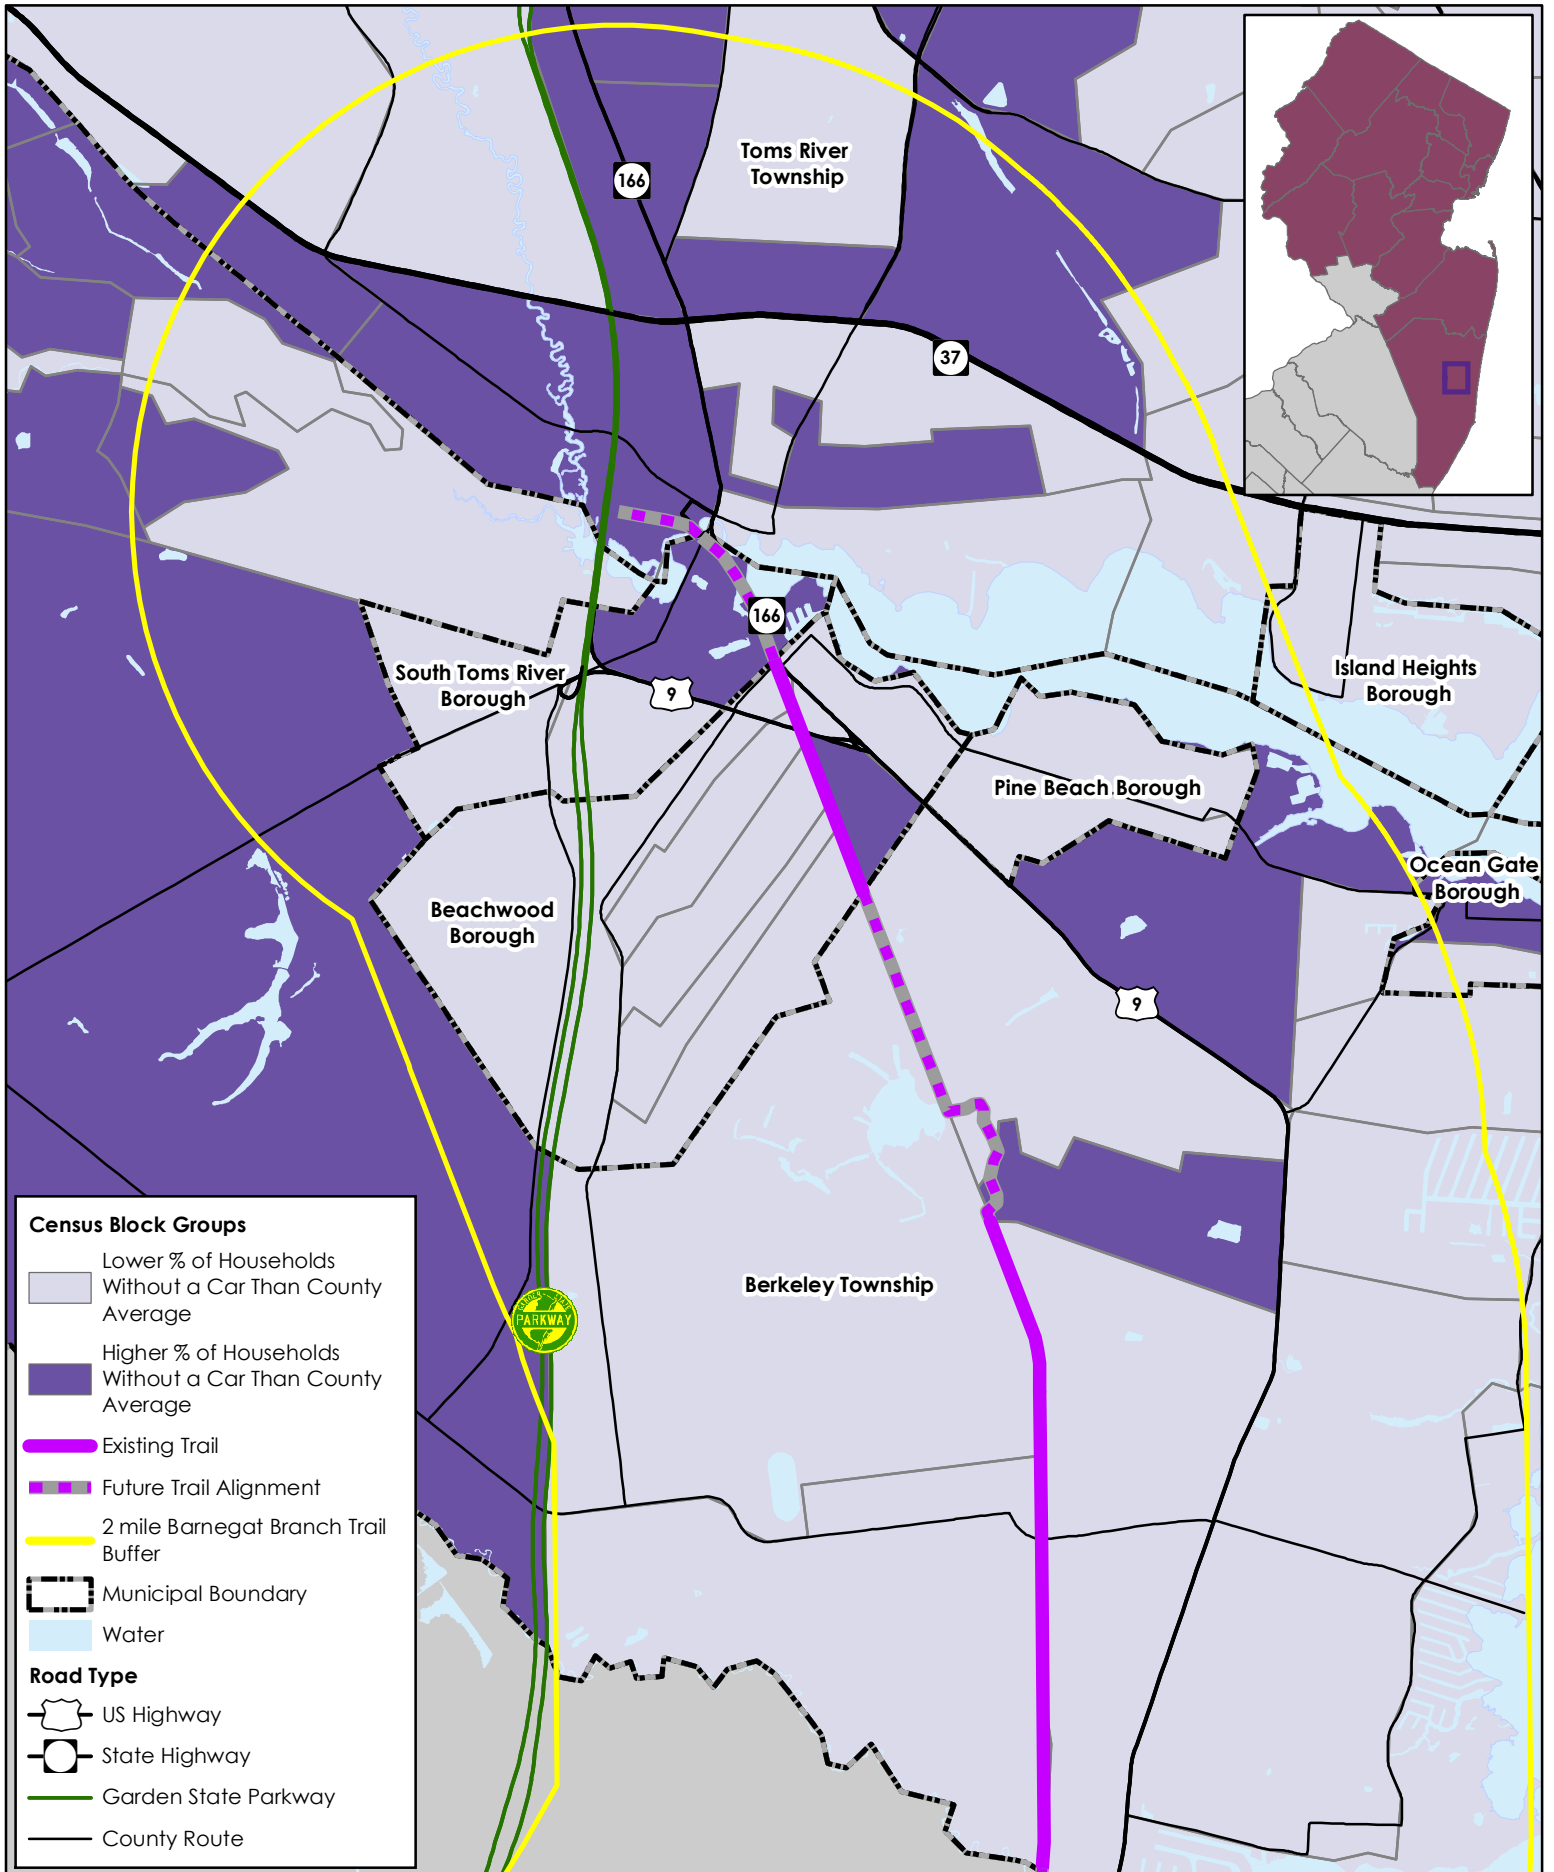 166
Toms River
Township
37
166
South Toms River
Borough
9
Island Heights
Borough
Pine Beach Borough
Ocean Gate
Borough
Beachwood
Borough
9
Berkeley Township
GARDEN STATE
PARKWAY
Census Block Groups
Lower % of Households
Without a Car Than County
Average
Higher % of Households
Without a Car Than County
Average
Existing Trail
Future Trail Alignment
2 mile Barnegat Branch Trail
Buffer
Municipal Boundary
Water
Road Type
US Highway
State Highway
Garden State Parkway
County Route